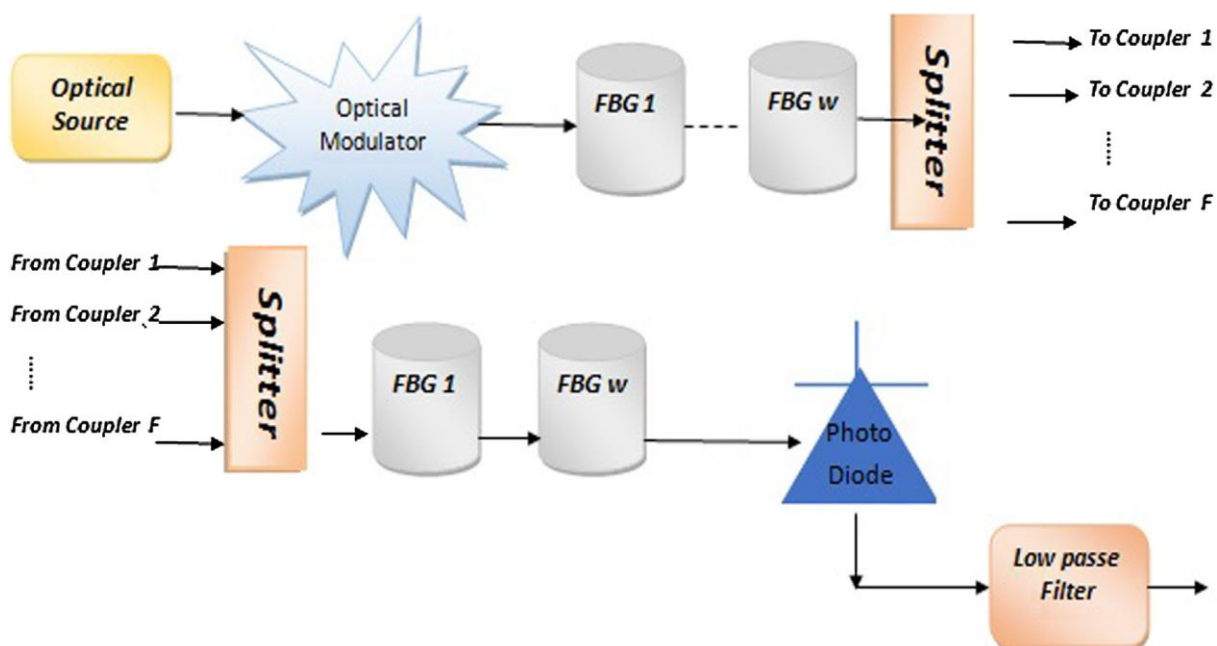 Optical
Source
Optical
Modulator
FBG 1
FBG w
Splitter
To Coupler 1
To Coupler 2
To Coupler F
From Coupler 1
From Coupler 2
From Coupler F
Splitter
FBG 1
FBG w
Photo
Diode
Low passe
Filter